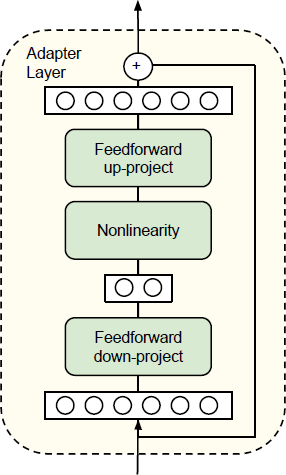 Adapter
Layer
+
Feedforward
up-project
Nonlinearity
Feedforward
down-project